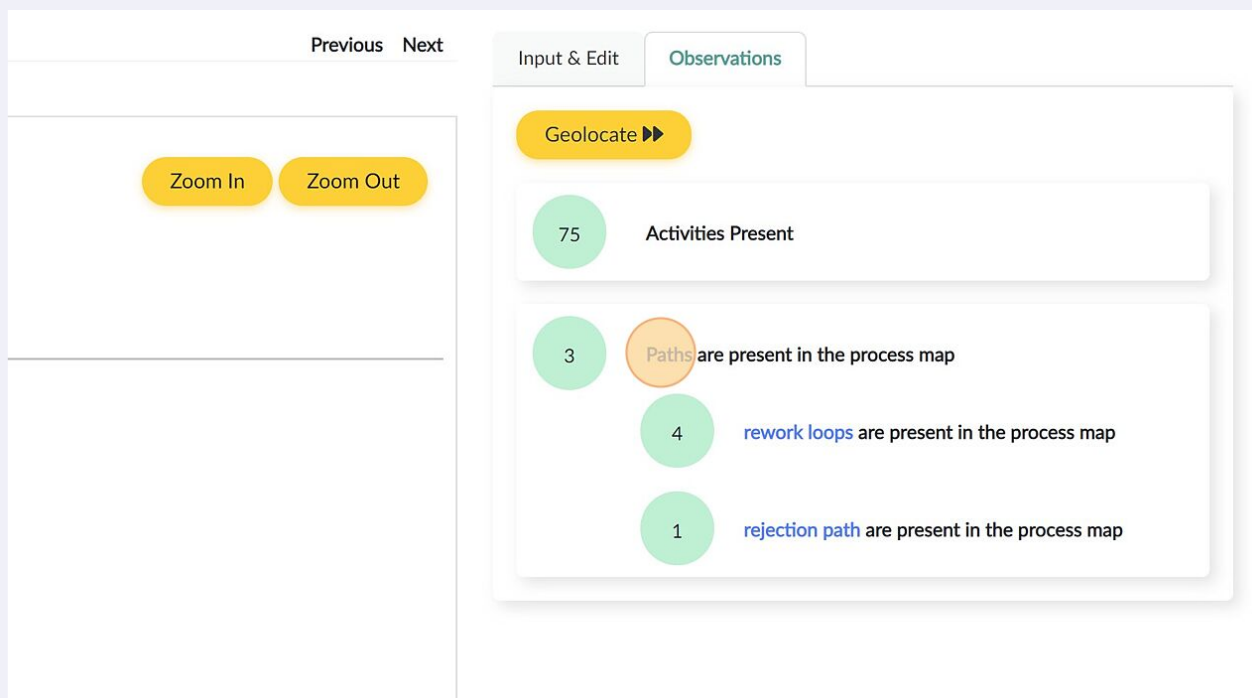 Previous Next
Input & Edit Observations
Geolocate
Zoom In Zoom Out
75 Activities Present
3 Paths are present in the process map
4 rework loops are present in the process map
1 rejection path are present in the process map